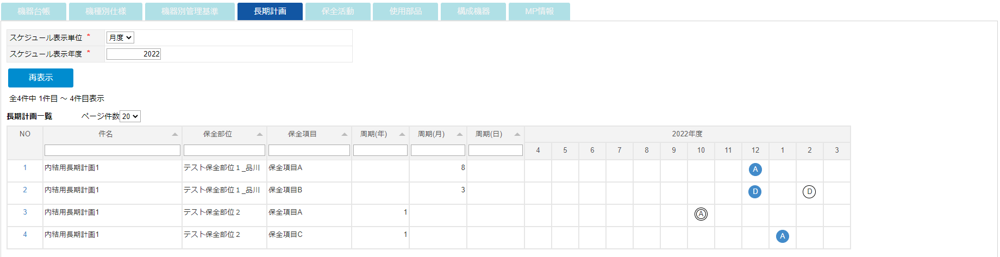 機器台帳 機種別仕様 機器別管理基準 長期計画 保全活動 使用部品 構成機器 MP情報
スケジュール表示単位 * 月度
スケジュール表示年度 * 2022
再表示
全4件中 1件目 ～ 4件目表示
長期計画一覧 ページ件数 20
NO 件名 保全部位 保全項目 周期(年) 周期(月) 周期(日) 2022年度
4 5 6 7 8 9 10 11 12 1 2 3
1 内結用長期計画1 テスト保全部位１_品川 保全項目A 8 A
2 内結用長期計画1 テスト保全部位１_品川 保全項目B 3 D D
3 内結用長期計画1 テスト保全部位２ 保全項目A 1 A
4 内結用長期計画1 テスト保全部位２ 保全項目C 1 A